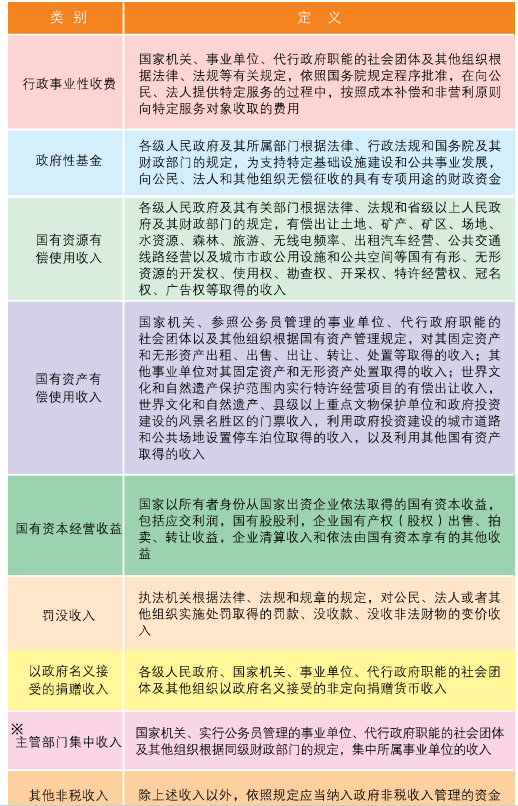 类 别
定 义
行政事业性收费
国家机关、事业单位、代行政府职能的社会团体及其他组织根
据法律、法规等有关规定，依照国务院规定程序批准，在向公
民、法人提供特定服务的过程中，按照成本补偿和非营利原则
向特定服务对象收取的费用
政府性基金
各级人民政府及其所属部门根据法律、行政法规和国务院及其
财政部门的规定，为支持特定基础设施建设和公共事业发展，
向公民、法人和其他组织无偿征收的具有专项用途的财政资金
国有资源有
偿使用收入
各级人民政府及其有关部门根据法律、法规和省级以上人民政
府及其财政部门的规定，有偿出让土地、矿产、矿区、场地、
水资源、森林、旅游、无线电频率、出租汽车经营、公共交通
线路经营以及城市市政公用设施和公共空间等国有有形、无形
资源的开发权、使用权、勘查权、开采权、特许经营权、冠名
权、广告权等取得的收入
国有资产有
偿使用收入
国家机关、参照公务员管理的事业单位、代行政府职能的
社会团体以及其他组织根据国有资产管理规定，对其固定资产
和无形资产出租、出售、出让、转让、处置等取得的收入；其
他事业单位对其固定资产和无形资产处置取得的收入；世界文
化和自然遗产保护范围内实行特许经营项目的有偿出让收入，
世界文化和自然遗产、县级以上重点文物保护单位和政府投资
建设的风景名胜区的门票收入，利用政府投资建设的城市道路
和公共场地设置停车泊位取得的收入，以及利用其他国有资产
取得的收入
国有资本经营收益
国家以所有者身份从国家出资企业依法取得的国有资本收益，
包括应交利润，国有股股利，企业国有产权（股权）出售、拍
卖、转让收益，企业清算收入和依法由国有资本享有的其他收
益
罚没收入
执法机关根据法律、法规和规章的规定，对公民、法人或者其
他组织实施处罚取得的罚款、没收款、没收非法财物的变价收
入
以政府名义接
受的捐赠收入
各级人民政府、国家机关、事业单位、代行政府职能的社会团
体及其他组织以政府名义接受的非定向捐赠货币收入
※
主管部门集中收入
国家机关、实行公务员管理的事业单位、代行政府职能的社会团体
及其他组织根据同级财政部门的规定，集中所属事业单位的收入
其他非税收入
除上述收入以外，依照规定应当纳入政府非税收入管理的资金